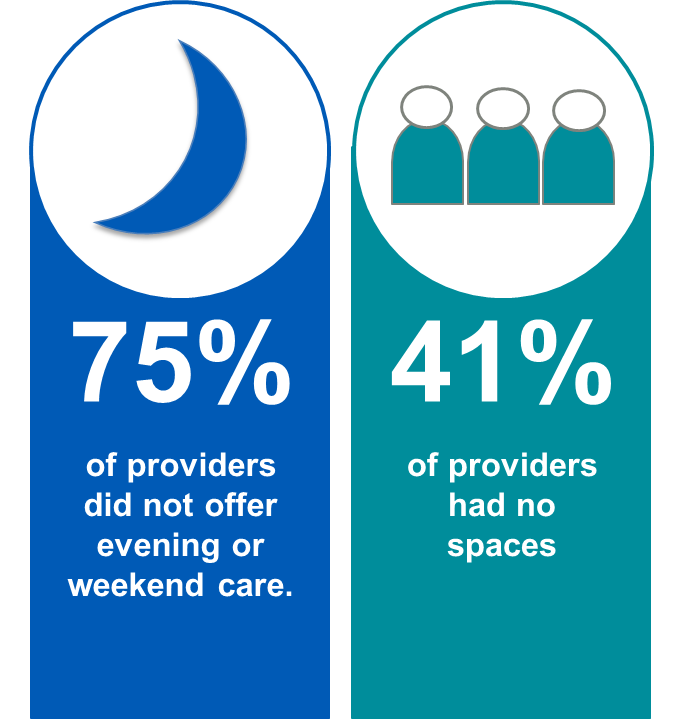 75%
of providers
did not offer
evening or
weekend care.
41%
of providers
had no
spaces